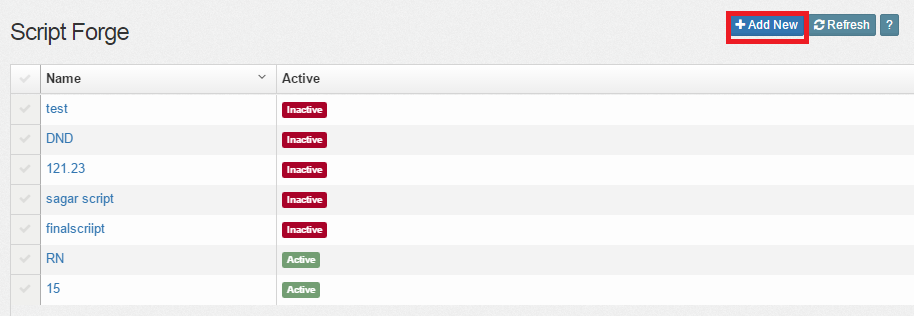 Script Forge
Add New Refresh ?
Name Active
test Inactive
DND Inactive
121.23 Inactive
sagar script Inactive
finalscriipt Inactive
RN Active
15 Active